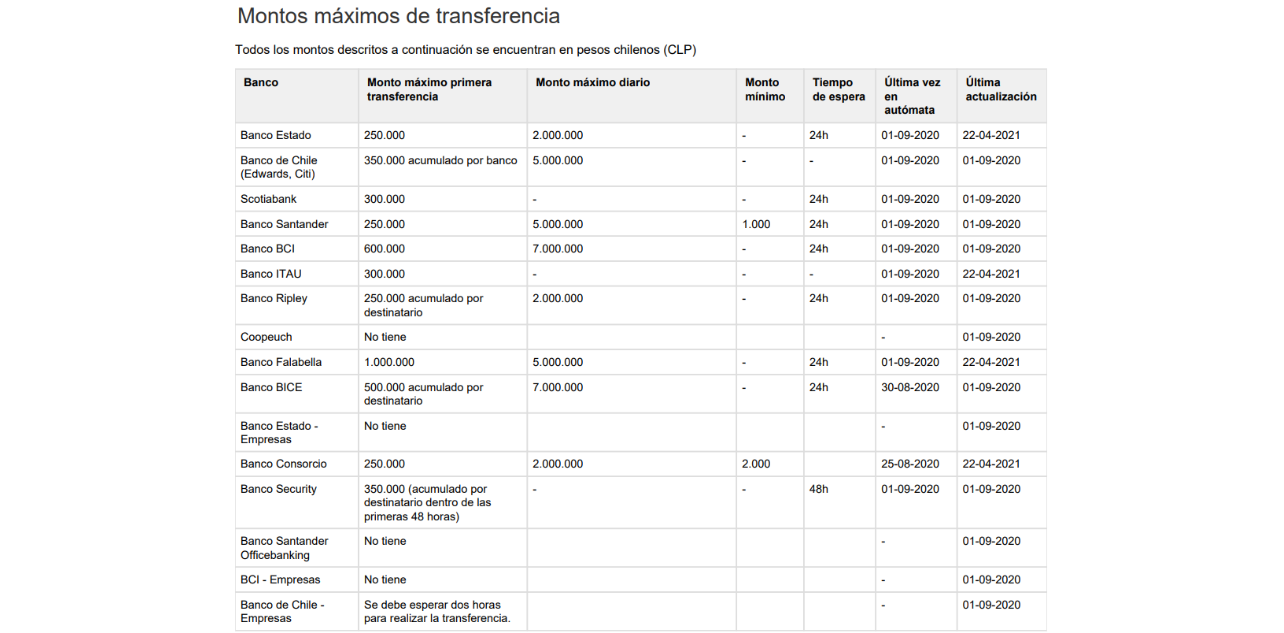 Montos máximos de transferencia
Todos los montos descritos a continuación se encuentran en pesos chilenos (CLP)
Banco | Monto máximo primera transferencia | Monto máximo diario | Monto mínimo | Tiempo de espera | Última vez en autómata | Última actualización
Banco Estado | 250.000 | 2.000.000 | - | 24h | 01-09-2020 | 22-04-2021
Banco de Chile (Edwards, Citi) | 350.000 acumulado por banco | 5.000.000 | - | - | 01-09-2020 | 01-09-2020
Scotiabank | 300.000 | - | - | 24h | 01-09-2020 | 01-09-2020
Banco Santander | 250.000 | 5.000.000 | 1.000 | 24h | 01-09-2020 | 01-09-2020
Banco BCI | 600.000 | 7.000.000 | - | 24h | 01-09-2020 | 01-09-2020
Banco ITAU | 300.000 | - | - | - | 01-09-2020 | 22-04-2021
Banco Ripley | 250.000 acumulado por destinatario | 2.000.000 | - | 24h | 01-09-2020 | 01-09-2020
Coopeuch | No tiene | | | | - | 01-09-2020
Banco Falabella | 1.000.000 | 5.000.000 | - | 24h | 01-09-2020 | 22-04-2021
Banco BICE | 500.000 acumulado por destinatario | 7.000.000 | - | 24h | 30-08-2020 | 01-09-2020
Banco Estado - Empresas | No tiene | | | | - | 01-09-2020
Banco Consorcio | 250.000 | 2.000.000 | 2.000 | | 25-08-2020 | 22-04-2021
Banco Security | 350.000 (acumulado por destinatario dentro de las primeras 48 horas) | - | - | 48h | 01-09-2020 | 01-09-2020
Banco Santander Officebanking | No tiene | | | | - | 01-09-2020
BCI - Empresas | No tiene | | | | - | 01-09-2020
Banco de Chile - Empresas | Se debe esperar dos horas para realizar la transferencia. | | | | - | 01-09-2020